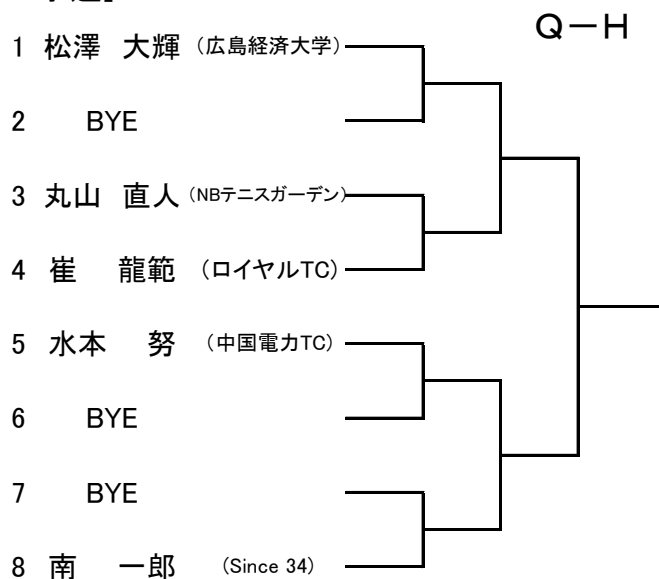 Q－H
1 松澤 大輝 （広島経済大学）
2 BYE
3 丸山 直人 （NBテニスガーデン）
4 崔 龍範 （ロイヤルTC）
5 水本 努 （中国電力TC）
6 BYE
7 BYE
8 南 一郎 （Since 34）